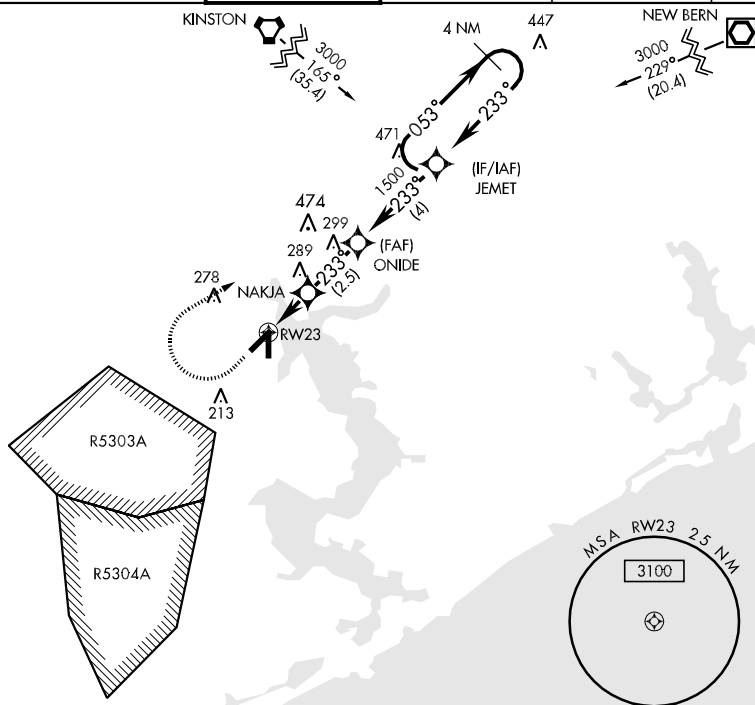 KINSTON
3000
165°
(35.4)
4 NM
447
NEW BERN
3000
229°
(20.4)
053°
233°
471
(IF/IAF)
JEMET
1500
233°
(4)
474
299
(FAF)
ONIDE
289
233°
(2.5)
278
NAKJA
RW23
213
R5303A
R5304A
MSA RW23 25 NM
3100